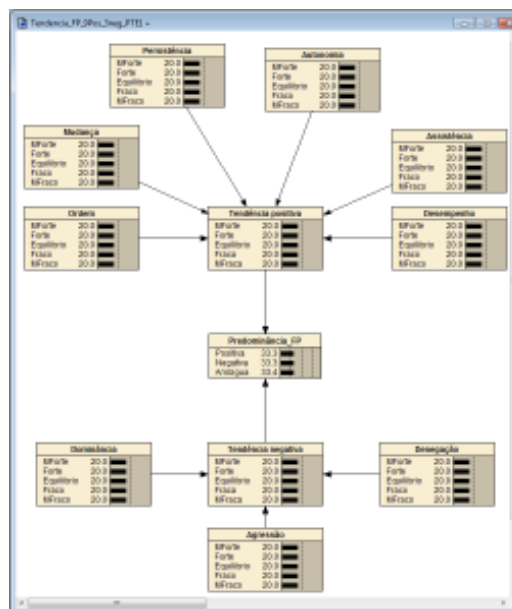 Persistência
MForte 20.0
Forte 20.0
Equilíbrio 20.0
Fraca 20.0
MFraca 20.0
Autonomia
MForte 20.0
Forte 20.0
Equilíbrio 20.0
Fraca 20.0
MFraca 20.0
Mudança
MForte 20.0
Forte 20.0
Equilíbrio 20.0
Fraca 20.0
MFraca 20.0
Assistência
MForte 20.0
Forte 20.0
Equilíbrio 20.0
Fraca 20.0
MFraca 20.0
Ordem
MForte 20.0
Forte 20.0
Equilíbrio 20.0
Fraca 20.0
MFraca 20.0
Tendência positiva
MForte 20.0
Forte 20.0
Equilíbrio 20.0
Fraca 20.0
MFraca 20.0
Desempenho
MForte 20.0
Forte 20.0
Equilíbrio 20.0
Fraca 20.0
MFraca 20.0
Predominância_FP
Positiva 33.3
Negativa 33.3
Ambígua 33.4
Dominância
MForte 20.0
Forte 20.0
Equilíbrio 20.0
Fraca 20.0
MFraca 20.0
Tendência negativa
MForte 20.0
Forte 20.0
Equilíbrio 20.0
Fraca 20.0
MFraca 20.0
Denegação
MForte 20.0
Forte 20.0
Equilíbrio 20.0
Fraca 20.0
MFraca 20.0
Agressão
MForte 20.0
Forte 20.0
Equilíbrio 20.0
Fraca 20.0
MFraca 20.0